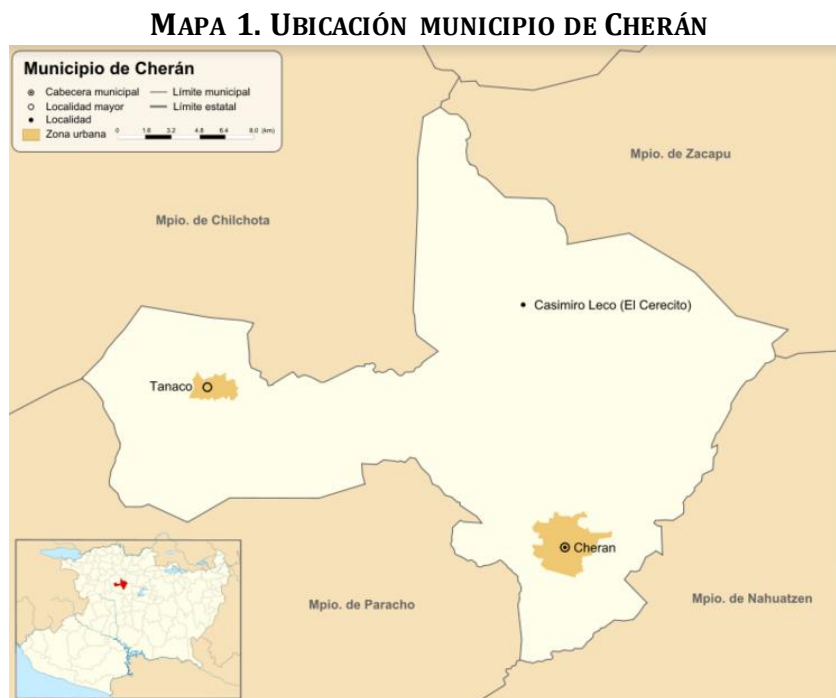 MAPA 1. UBICACIÓN MUNICIPIO DE CHERÁN
Municipio de Cherán
Cabecera municipal
Límite municipal
Localidad mayor
Límite estatal
Localidad
Zona urbana
0 1.6 3.2 4.8 6.4 8.0 (km)
Mpio. de Zacapu
Mpio. de Chilchota
Casimiro Leco (El Cerecito)
Tanaco
Cheran
Mpio. de Paracho
Mpio. de Nahuatzen